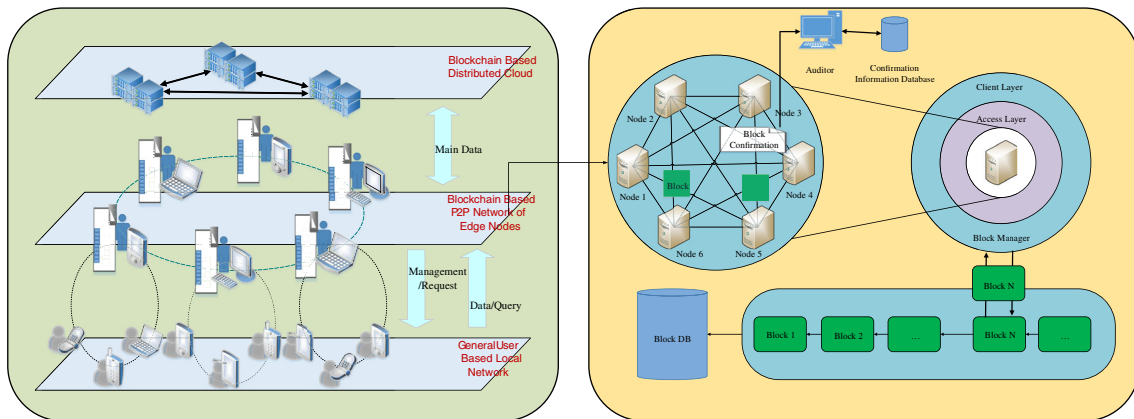 Blockchain Based
Distributed Cloud
Main Data
Blockchain Based
P2P Network of
Edge Nodes
Management
/Request
Data/Query
GeneralUser
Based Local
Network
Auditor
Confirmation
Information Database
Node 3
Node 2
Block
Confirmation
Node 1
Block
Node 4
Node 6
Node 5
Client Layer
Access Layer
Block Manager
Block N
Block DB
Block 1
Block 2
...
Block N
...